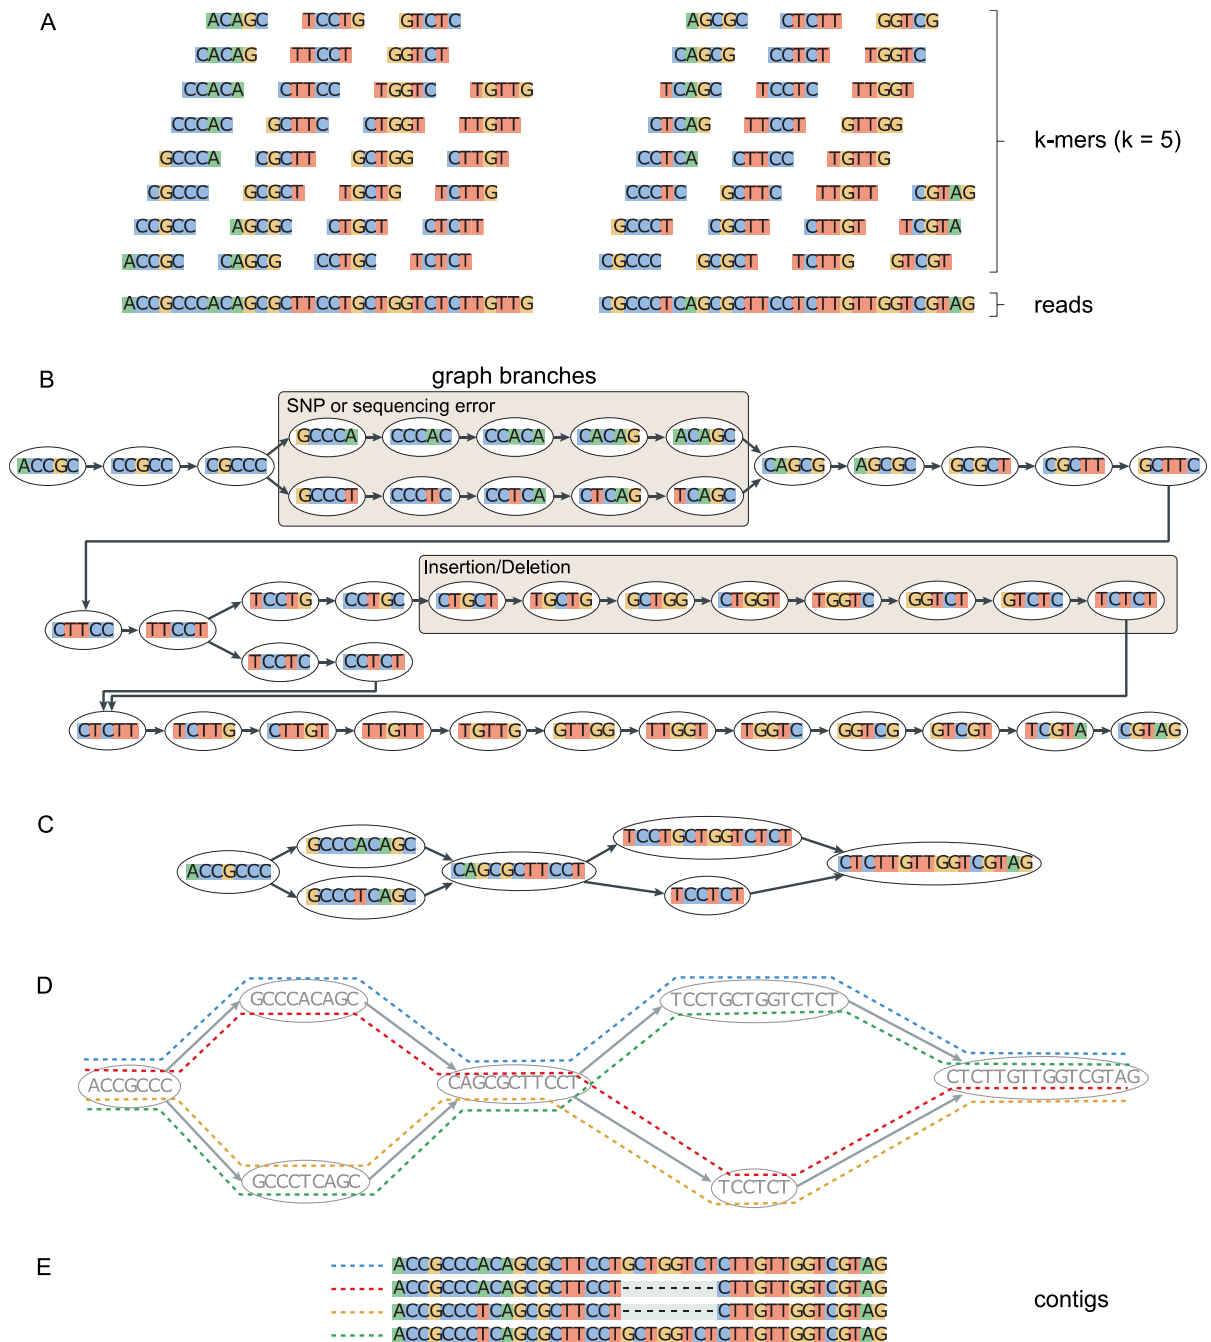 A
ACAGC TCCTG GTCTC AGCGC CTCTT GGTCG
CACAG TTCCT GGTCT CAGCG CCTCT TGGTC
CCACA CTTCC TGGTC TGTTG TCAGC TCCTC TTGGT
CCCAC GCTTC CTGGT TTGTT CTCAG TTCCT GTTGG
k-mers (k = 5)
GCCCA CGCTT GCTGG CTTGT CCTCA CTTCC TGTTG
CGCCC GCGCT TGCTG TCTTG CCCTC GCTTC TTGTT CGTAG
CCGCC AGCGC CTGCT CTCTT GCCCT CGCTT CTTGT TCGTA
ACCGC CAGCG CCTGC TCTCT CGCCC GCGCT TCTTG GTCGT
ACCGCCCACAGCGCTTCCTGCTGGTCTCTTGTTG CGCCCTCAGCGCTTCCTCTTGTTGGTCGTAG reads
B
graph branches
SNP or sequencing error
GCCCA CCCAC CCACA CACAG ACAGC
ACCGC CCGCC CGCCC CAGCG AGCGC GCGCT CGCTT GCTTC
GCCCT CCCTC CCTCA CTCAG TCAGC
Insertion/Deletion
TCCTG CCTGC CTGCT TGCTG GCTGG CTGGT TGGTC GGTCT GTCTC TCTCT
CTTCC TTCCT
TCCTC CCTCT
CTCTT TCTTG CTTGT TTGTT TGTTG GTTGG TTGGT TGGTC GGTCG GTCGT TCGTA CGTAG
C
GCCCACAGC TCCTGCTGGTCTCT
ACCGCCC CAGCGCTTCCT CTCTTGTTGGTCGTAG
GCCCTCAGC TCCTCT
D
GCCCACAGC TCCTGCTGGTCTCT
ACCGCCC CAGCGCTTCCT CTCTTGTTGGTCGTAG
GCCCTCAGC TCCTCT
E
ACCGCCCACAGCGCTTCCTGCTGGTCTCTTGTTGGTCGTAG
ACCGCCCACAGCGCTTCCT--------CTTGTTGGTCGTAG
ACCGCCCTCAGCGCTTCCT--------CTTGTTGGTCGTAG
contigs
ACCGCCCTCAGCGCTTCCTGCTGGTCTCTTGTTGGTCGTAG